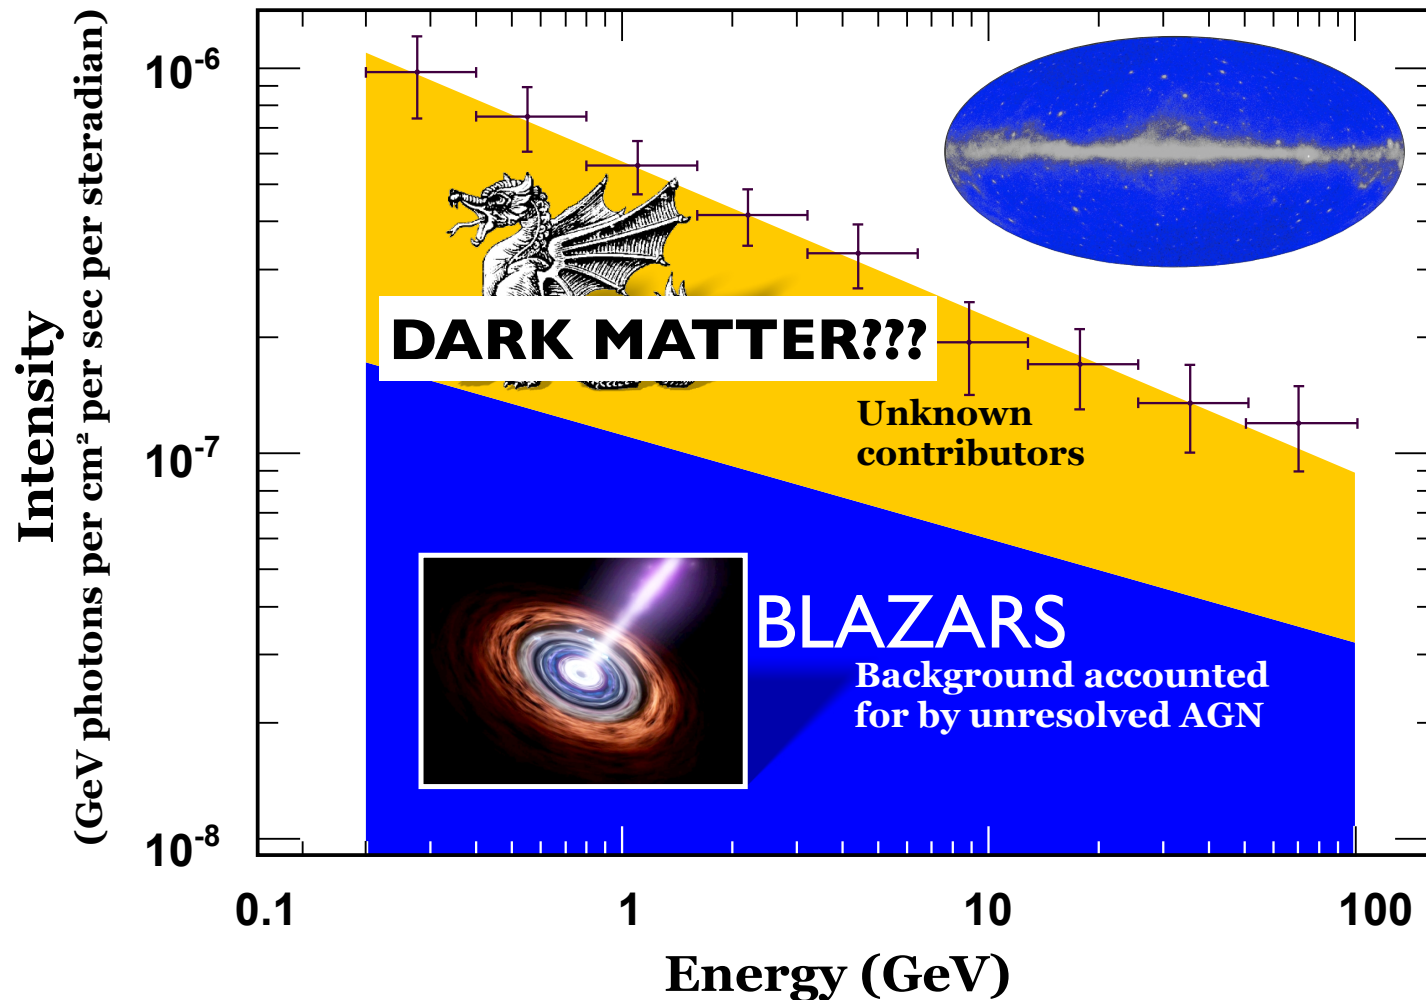 Intensity
(GeV photons per cm² per sec per steradian)
10⁻⁶
10⁻⁷
10⁻⁸
DARK MATTER???
Unknown
contributors
BLAZARS
Background accounted
for by unresolved AGN
0.1 1 10 100
Energy (GeV)